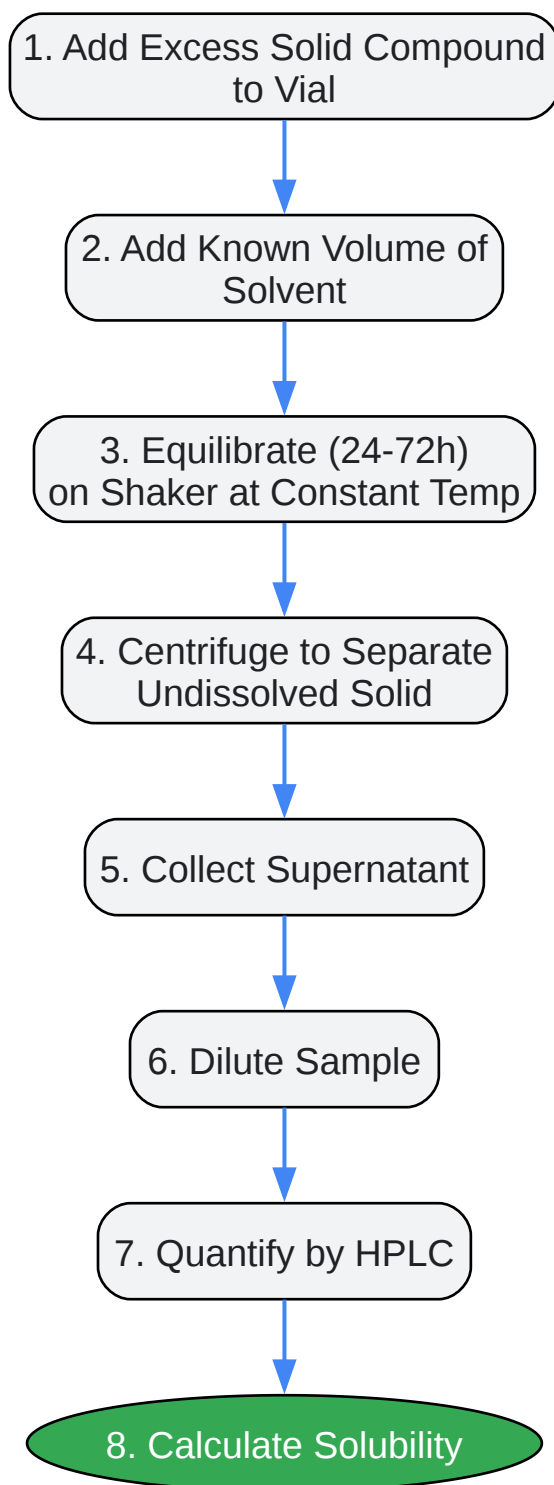 1. Add Excess Solid Compound
to Vial
2. Add Known Volume of
Solvent
3. Equilibrate (24-72h)
on Shaker at Constant Temp
4. Centrifuge to Separate
Undissolved Solid
5. Collect Supernatant
6. Dilute Sample
7. Quantify by HPLC
8. Calculate Solubility